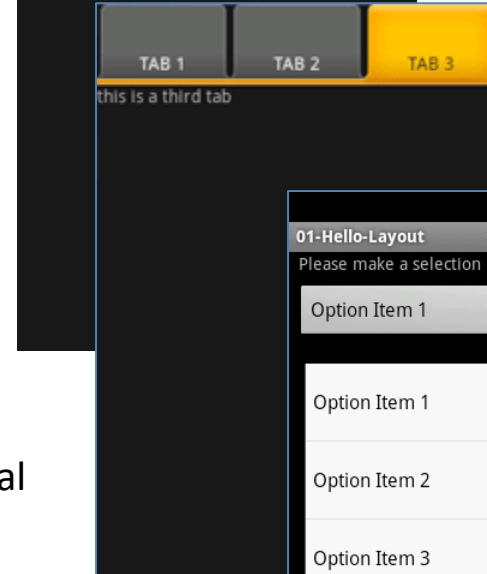 TAB 1 TAB 2 TAB 3
this is a third tab
01-Hello-Layout
Please make a selection
Option Item 1
Option Item 1
Option Item 2
al
Option Item 3